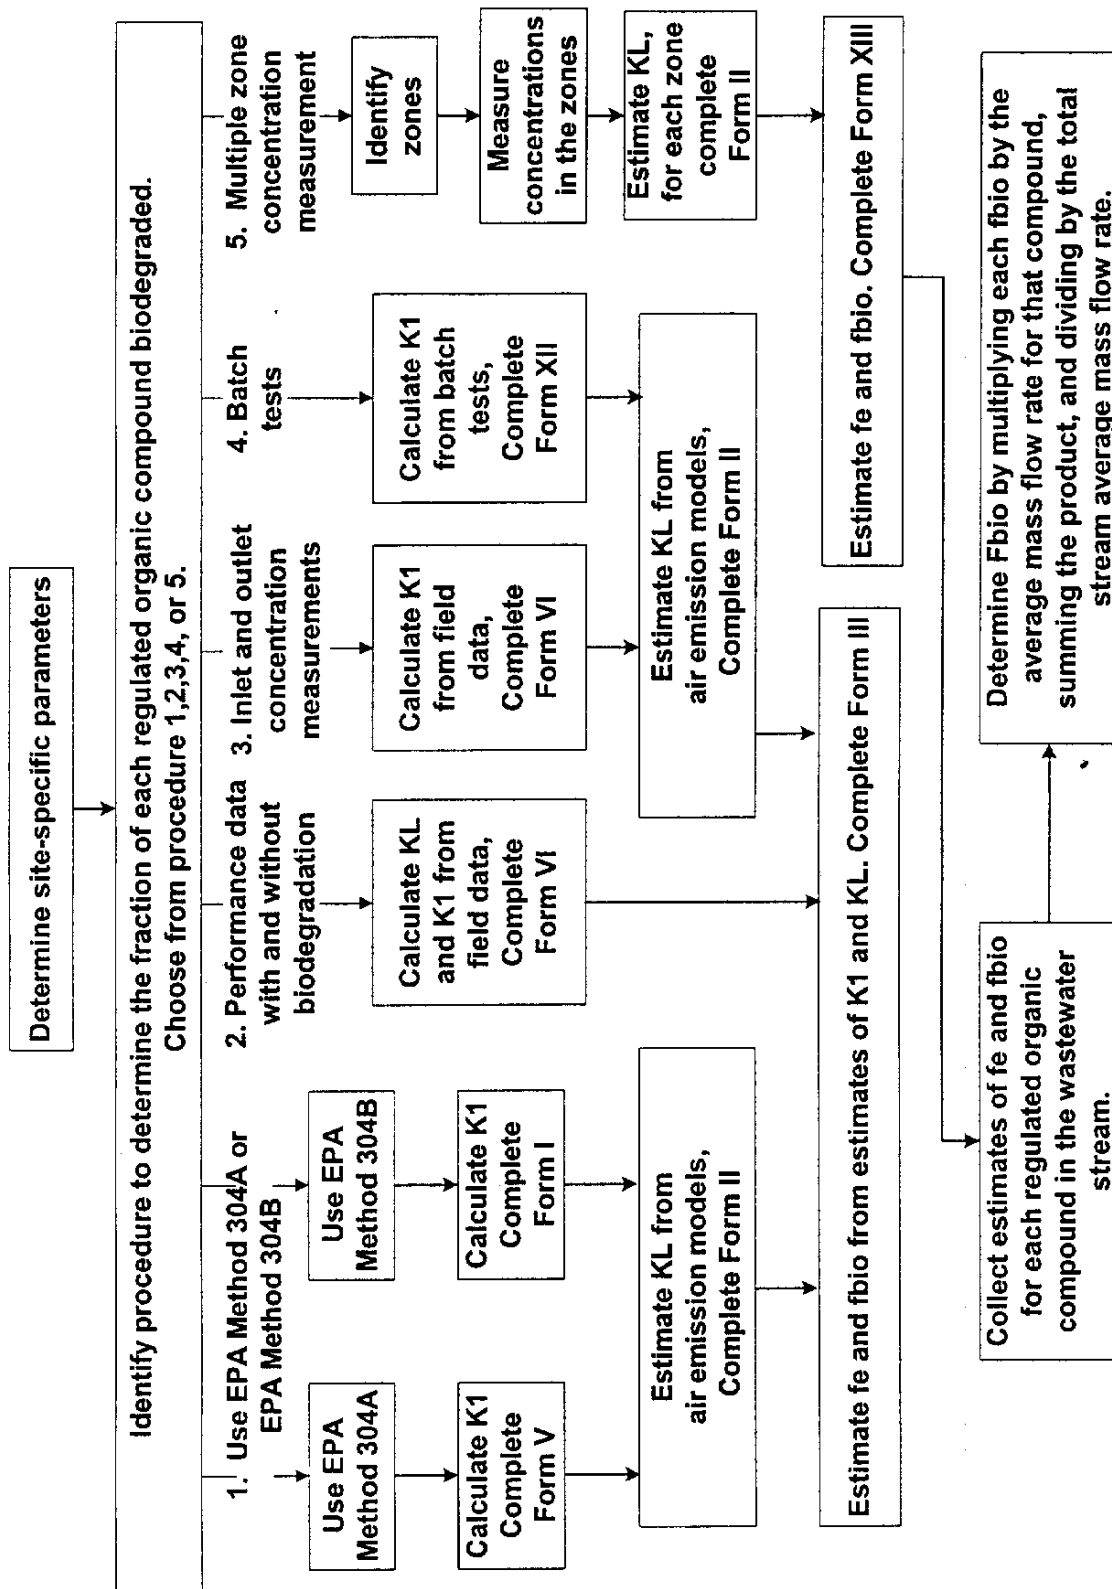 Determine site-specific parameters
Identify procedure to determine the fraction of each regulated organic compound biodegraded.
Choose from procedure 1,2,3,4, or 5.
1. Use EPA Method 304A or
EPA Method 304B
Use EPA
Method 304A
Calculate K1
Complete
Form V
Use EPA
Method 304B
Calculate K1
Complete
Form I
Estimate KL from
air emission models,
Complete Form II
2. Performance data
with and without
biodegradation
Calculate KL
and K1 from
field data,
Complete
Form VI
3. Inlet and outlet
concentration
measurements
Calculate K1
from field
data,
Complete
Form VI
4. Batch
tests
Calculate K1
from batch
tests,
Complete
Form XII
Estimate KL from
air emission models,
Complete Form II
5. Multiple zone
concentration
measurement
Identify
zones
Measure
concentrations
in the zones
Estimate KL,
for each zone
complete
Form II
Estimate fe and fbio from estimates of K1 and KL. Complete Form III
Estimate fe and fbio. Complete Form XIII
Collect estimates of fe and fbio
for each regulated organic
compound in the wastewater
stream.
Determine Fbio by multiplying each fbio by the
average mass flow rate for that compound,
summing the product, and dividing by the total
stream average mass flow rate.